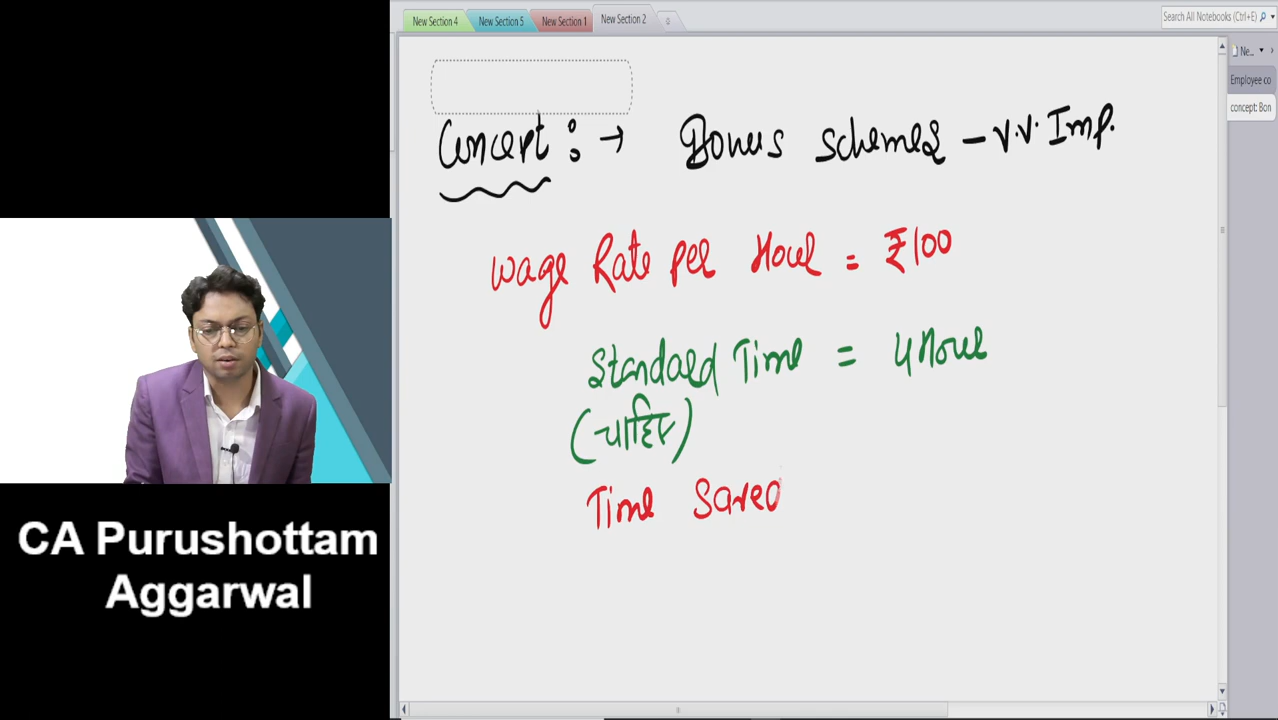 New Section 4 New Section 5 New Section 1 New Section 2
Search All Notebooks (Ctrl+E)
Ne...
Employee co
concept: Bon
Concept :→ Bonus Schemes - V.V. Imp.
Wage Rate per Hour = ₹100
Standard Time = 4 Hour
(चाहिए)
Time Saved
CA Purushottam
Aggarwal